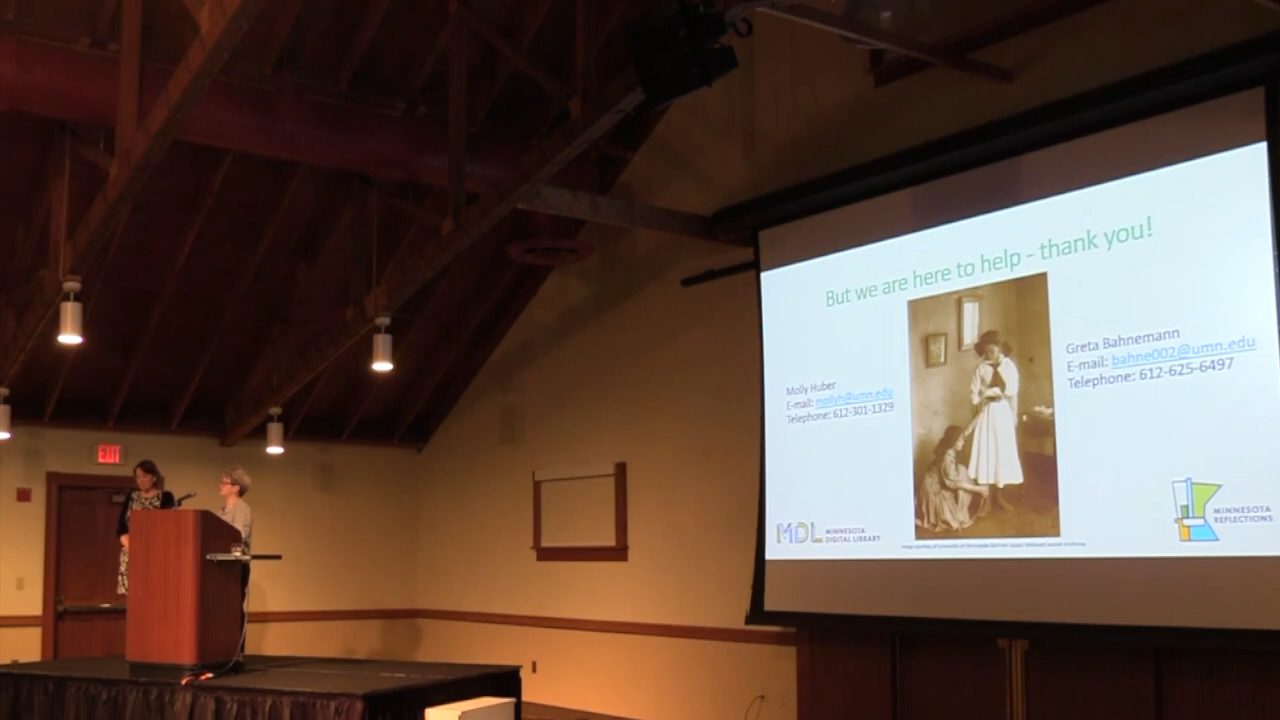 EXIT
But we are here to help - thank you!
Molly Huber
E-mail: mollyh@umn.edu
Telephone: 612-301-1329
Greta Bahnemann
E-mail: bahne002@umn.edu
Telephone: 612-625-6497
MDL MINNESOTA
DIGITAL LIBRARY
MINNESOTA
REFLECTIONS